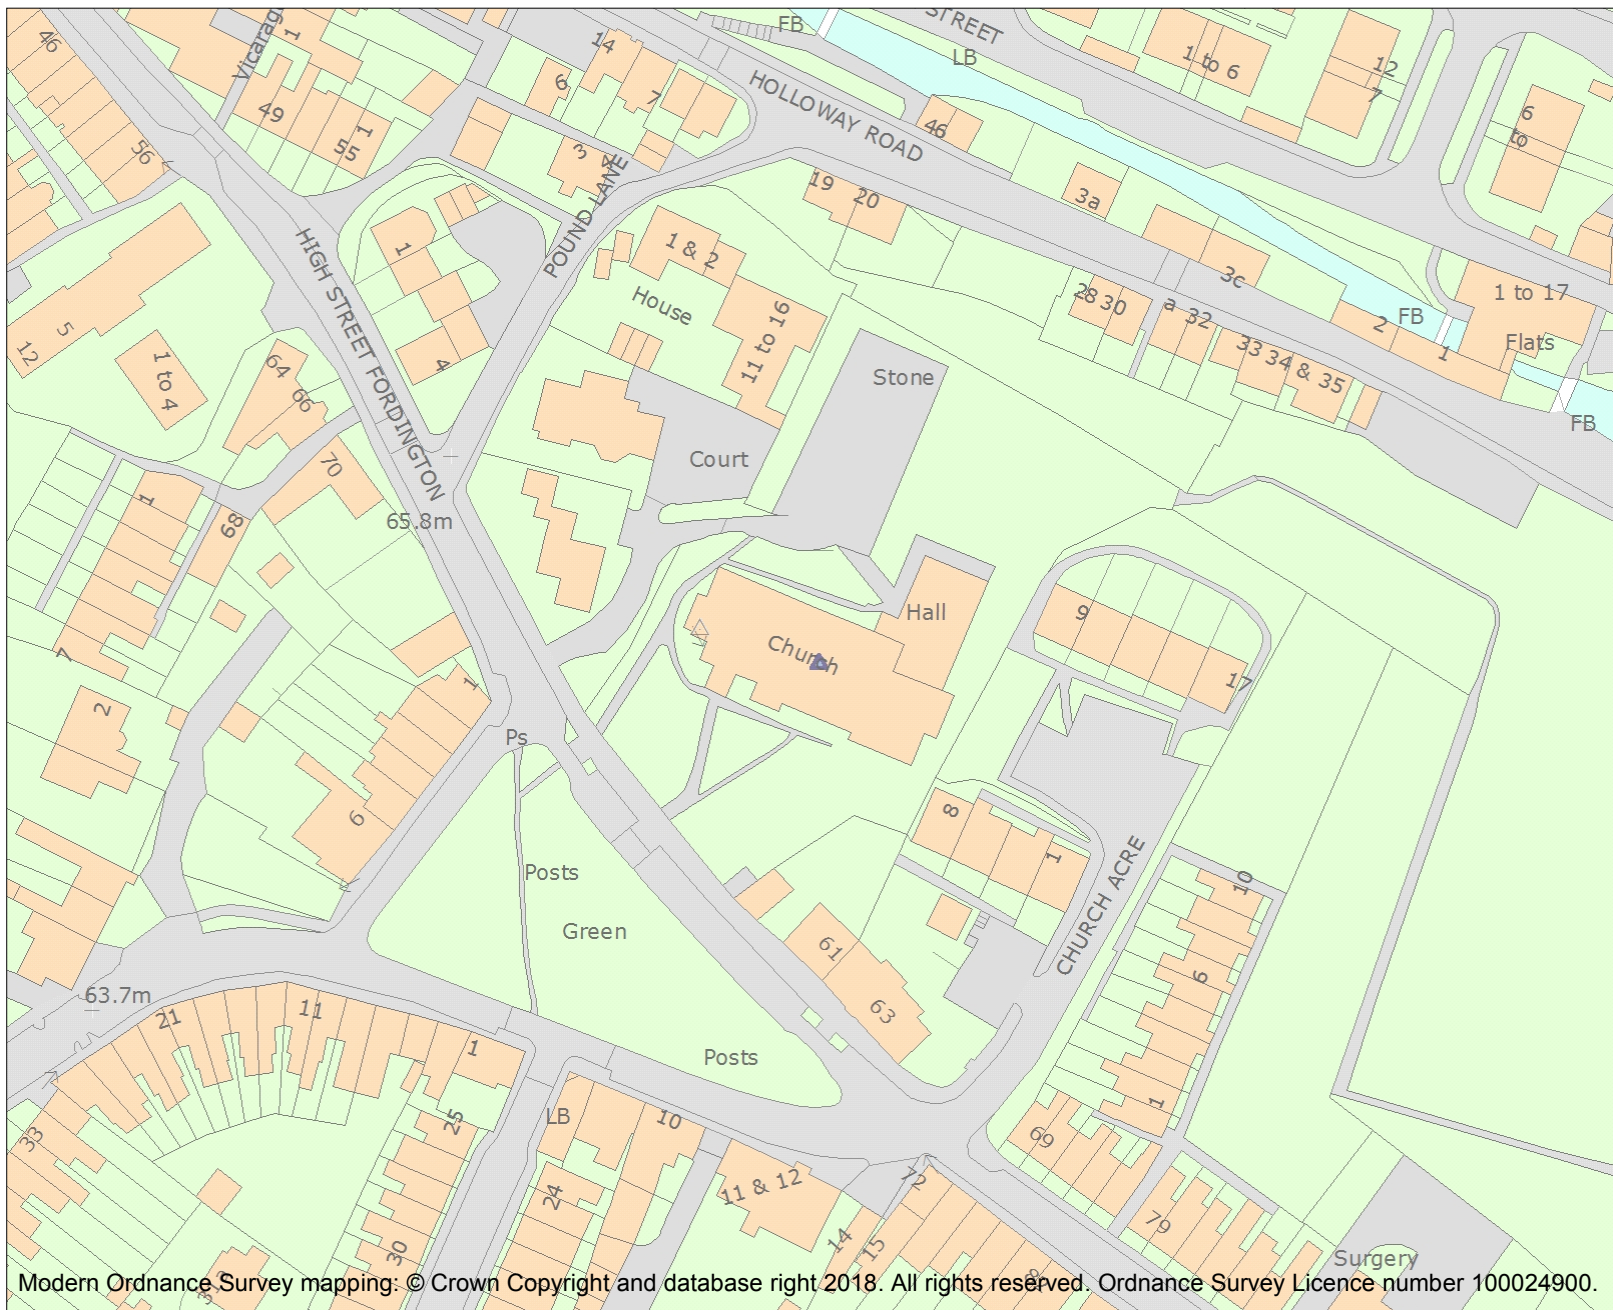 46
Vicarag
1
14
FB
STREET
LB
1 to 6
12
7
6
to
49
55
1
56
6
7
HOLLOWAY ROAD
46
3
POUND LANE
19
20
3a
1
HIGH STREET FORDINGTON
1 & 2
House
11 to 16
28
30
a
32
3c
33
34 & 35
2
FB
1
1 to 17
Flats
FB
5
12
1 to 4
64
66
4
Stone
Court
70
65.8m
1
68
7
Hall
Church
9
17
2
1
Ps
6
8
1
CHURCH ACRE
Posts
Green
61
63
10
6
1
63.7m
21
11
1
Posts
LB
10
25
33
24
11 & 12
72
69
14
15
79
30
Surgery
Modern Ordnance Survey mapping: © Crown Copyright and database right 2018. All rights reserved. Ordnance Survey Licence number 100024900.